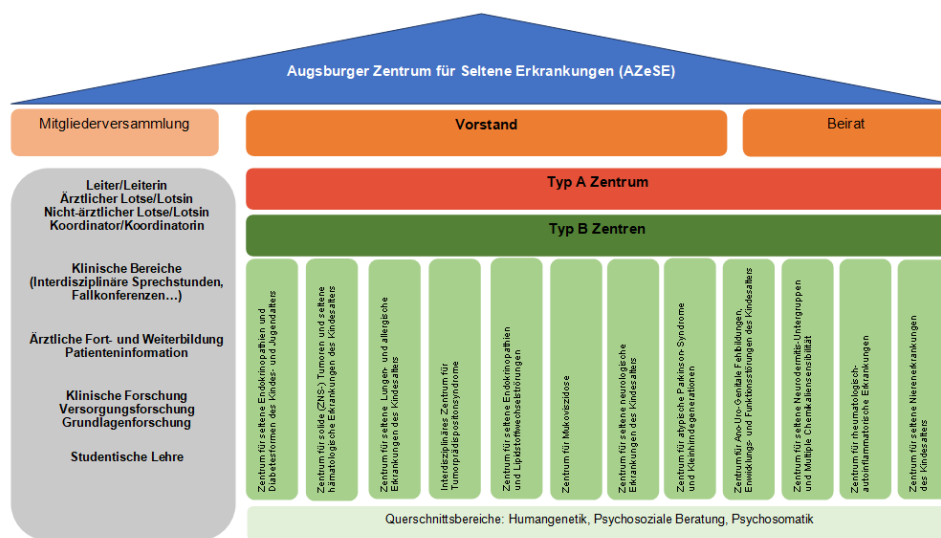 Augsburger Zentrum für Seltene Erkrankungen (AZeSE)
Mitgliederversammlung
Vorstand
Beirat
Leiter/Leiterin
Ärztlicher Lotse/Lotsin
Nicht-ärztlicher Lotse/Lotsin
Koordinator/Koordinatorin
Klinische Bereiche
(Interdisziplinäre Sprechstunden,
Fallkonferenzen…)
Ärztliche Fort- und Weiterbildung
Patienteninformation
Klinische Forschung
Versorgungsforschung
Grundlagenforschung
Studentische Lehre
Typ A Zentrum
Typ B Zentren
Zentrum für seltene Endokrinopathien und
Diabetesformen des Kindes- und Jugendalters
Zentrum für solide (ZNS-) Tumoren und seltene
hämatologische Erkrankungen des Kindesalters
Zentrum für seltene Lungen- und allergische
Erkrankungen des Kindesalters
Interdisziplinäres Zentrum für
Tumorprädispositonsyndrome
Zentrum für seltene Endokrinopathien
und Lipidstoffwechselstörungen
Zentrum für Mukoviszidose
Zentrum für seltene neurologische
Erkrankungen des Kindesalters
Zentrum für atypische Parkinson-Syndrome
und Kleinhirndegenerationen
Zentrum für Ano-Uro-Genitale Fehlbildungen,
Enwicklungs- und Funktionsstörungen des Kindesalters
Zentrum für seltene Neurodermitis-Untergruppen
und Multiple Chemikaliensensibilität
Zentrum für rheumatologisch-
autoinflammatorische Erkrankungen
Zentrum für seltene Nierenerkrankungen
des Kindesalters
Querschnittsbereiche: Humangenetik, Psychosoziale Beratung, Psychosomatik